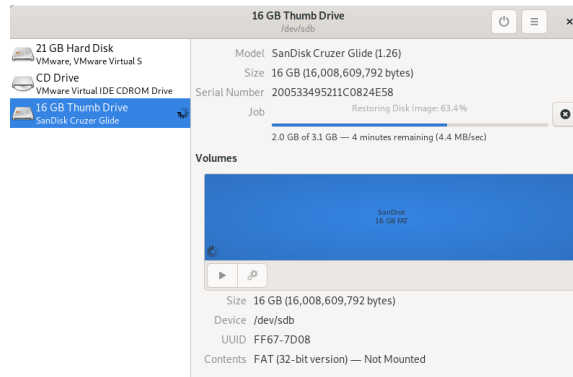 16 GB Thumb Drive
/dev/sdb
21 GB Hard Disk
VMware, VMware Virtual S
CD Drive
VMware Virtual IDE CDROM Drive
16 GB Thumb Drive
SanDisk Cruzer Glide
Model SanDisk Cruzer Glide (1.26)
Size 16 GB (16,008,609,792 bytes)
Serial Number 200533495211C0824E58
Job Restoring Disk Image: 63.4%
2.0 GB of 3.1 GB — 4 minutes remaining (4.4 MB/sec)
Volumes
SanDisk
16 GB FAT
Size 16 GB (16,008,609,792 bytes)
Device /dev/sdb
UUID FF67-7D08
Contents FAT (32-bit version) — Not Mounted